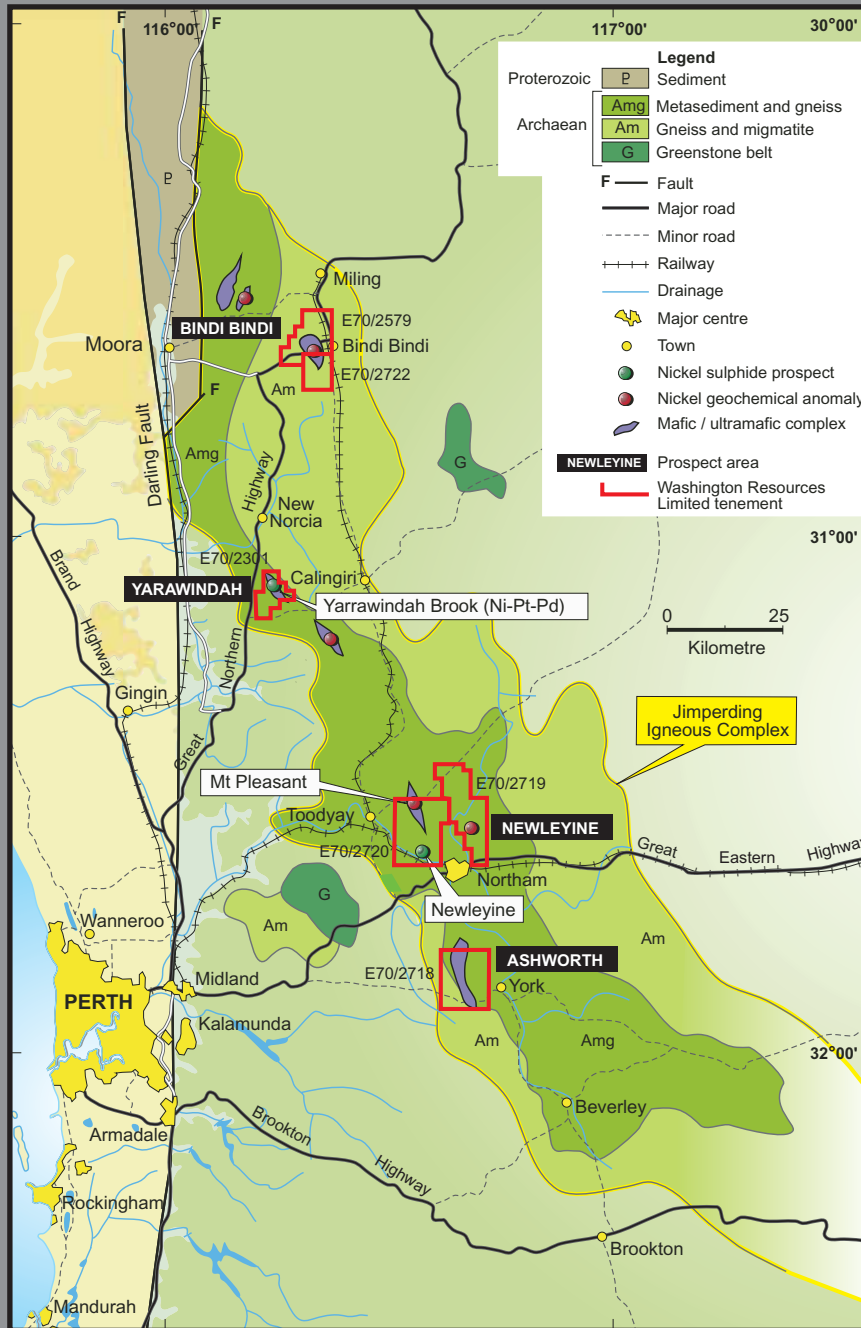 F
F
116°00'
117°00'
30°00'
Legend
Proterozoic
P Sediment
Archaean
Amg Metasediment and gneiss
Am Gneiss and migmatite
G Greenstone belt
F Fault
Major road
Minor road
Railway
Drainage
Major centre
Town
Nickel sulphide prospect
Nickel geochemical anomaly
Mafic / ultramafic complex
NEWLEYINE Prospect area
Washington Resources
Limited tenement
P
Miling
E70/2579
BINDI BINDI
Moora
Bindi Bindi
E70/2722
Am
F
Darling Fault
Amg
G
Highway
New
Norcia
31°00'
Brand
Highway
E70/2301
Calingiri
YARAWINDAH
Yarrawindah Brook (Ni-Pt-Pd)
0
25
Kilometre
Northern
Great
Gingin
Jimperding
Igneous Complex
Mt Pleasant
E70/2719
Toodyay
NEWLEYINE
E70/2720
Great
Eastern
Highway
Northam
G
Newleyine
Am
Wanneroo
Am
ASHWORTH
E70/2718
Midland
York
PERTH
Kalamunda
Am
Amg
32°00'
Beverley
Armadale
Brookton
Highway
Rockingham
Brookton
Mandurah